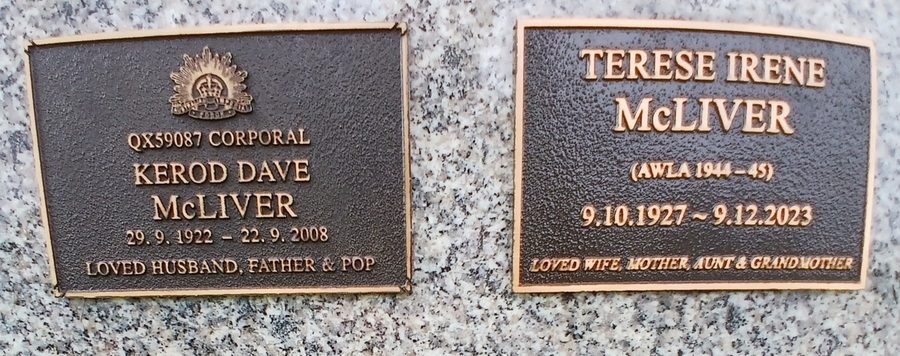 QX59087 CORPORAL
KEROD DAVE
McLIVER
29. 9. 1922 – 22. 9. 2008
LOVED HUSBAND, FATHER & POP
TERESE IRENE
McLIVER
(AWLA 1944 – 45)
9.10.1927 ~ 9.12.2023
LOVED WIFE, MOTHER, AUNT & GRANDMOTHER